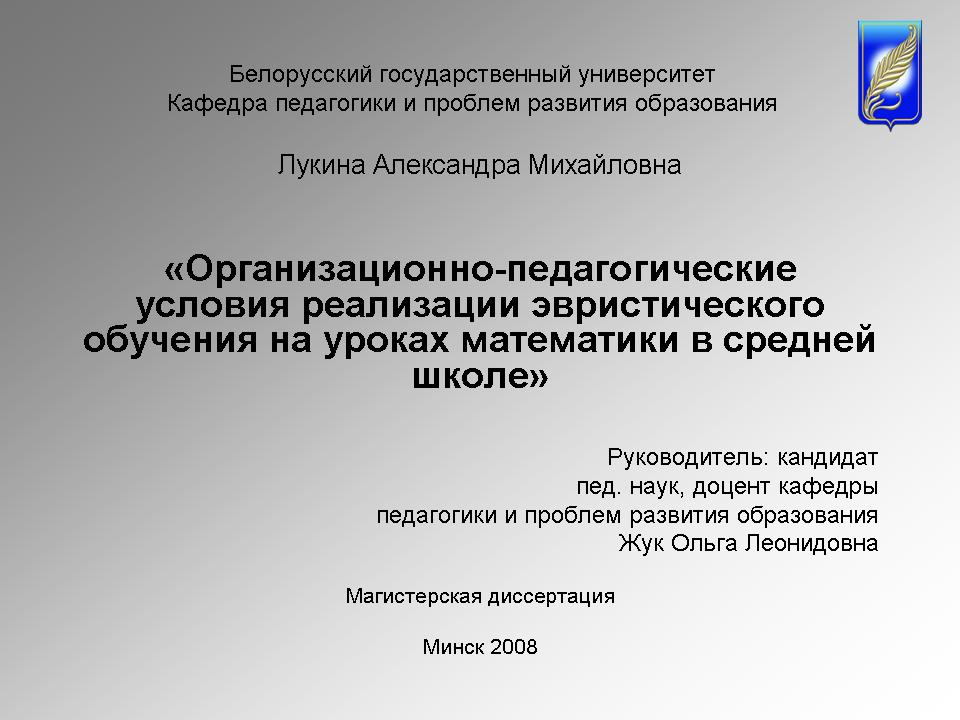 Белорусский государственный университет
Кафедра педагогики и проблем развития образования
Лукина Александра Михайловна
«Организационно-педагогические
условия реализации эвристического
обучения на уроках математики в средней
школе»
Руководитель: кандидат
пед. наук, доцент кафедры
педагогики и проблем развития образования
Жук Ольга Леонидовна
Магистерская диссертация
Минск 2008